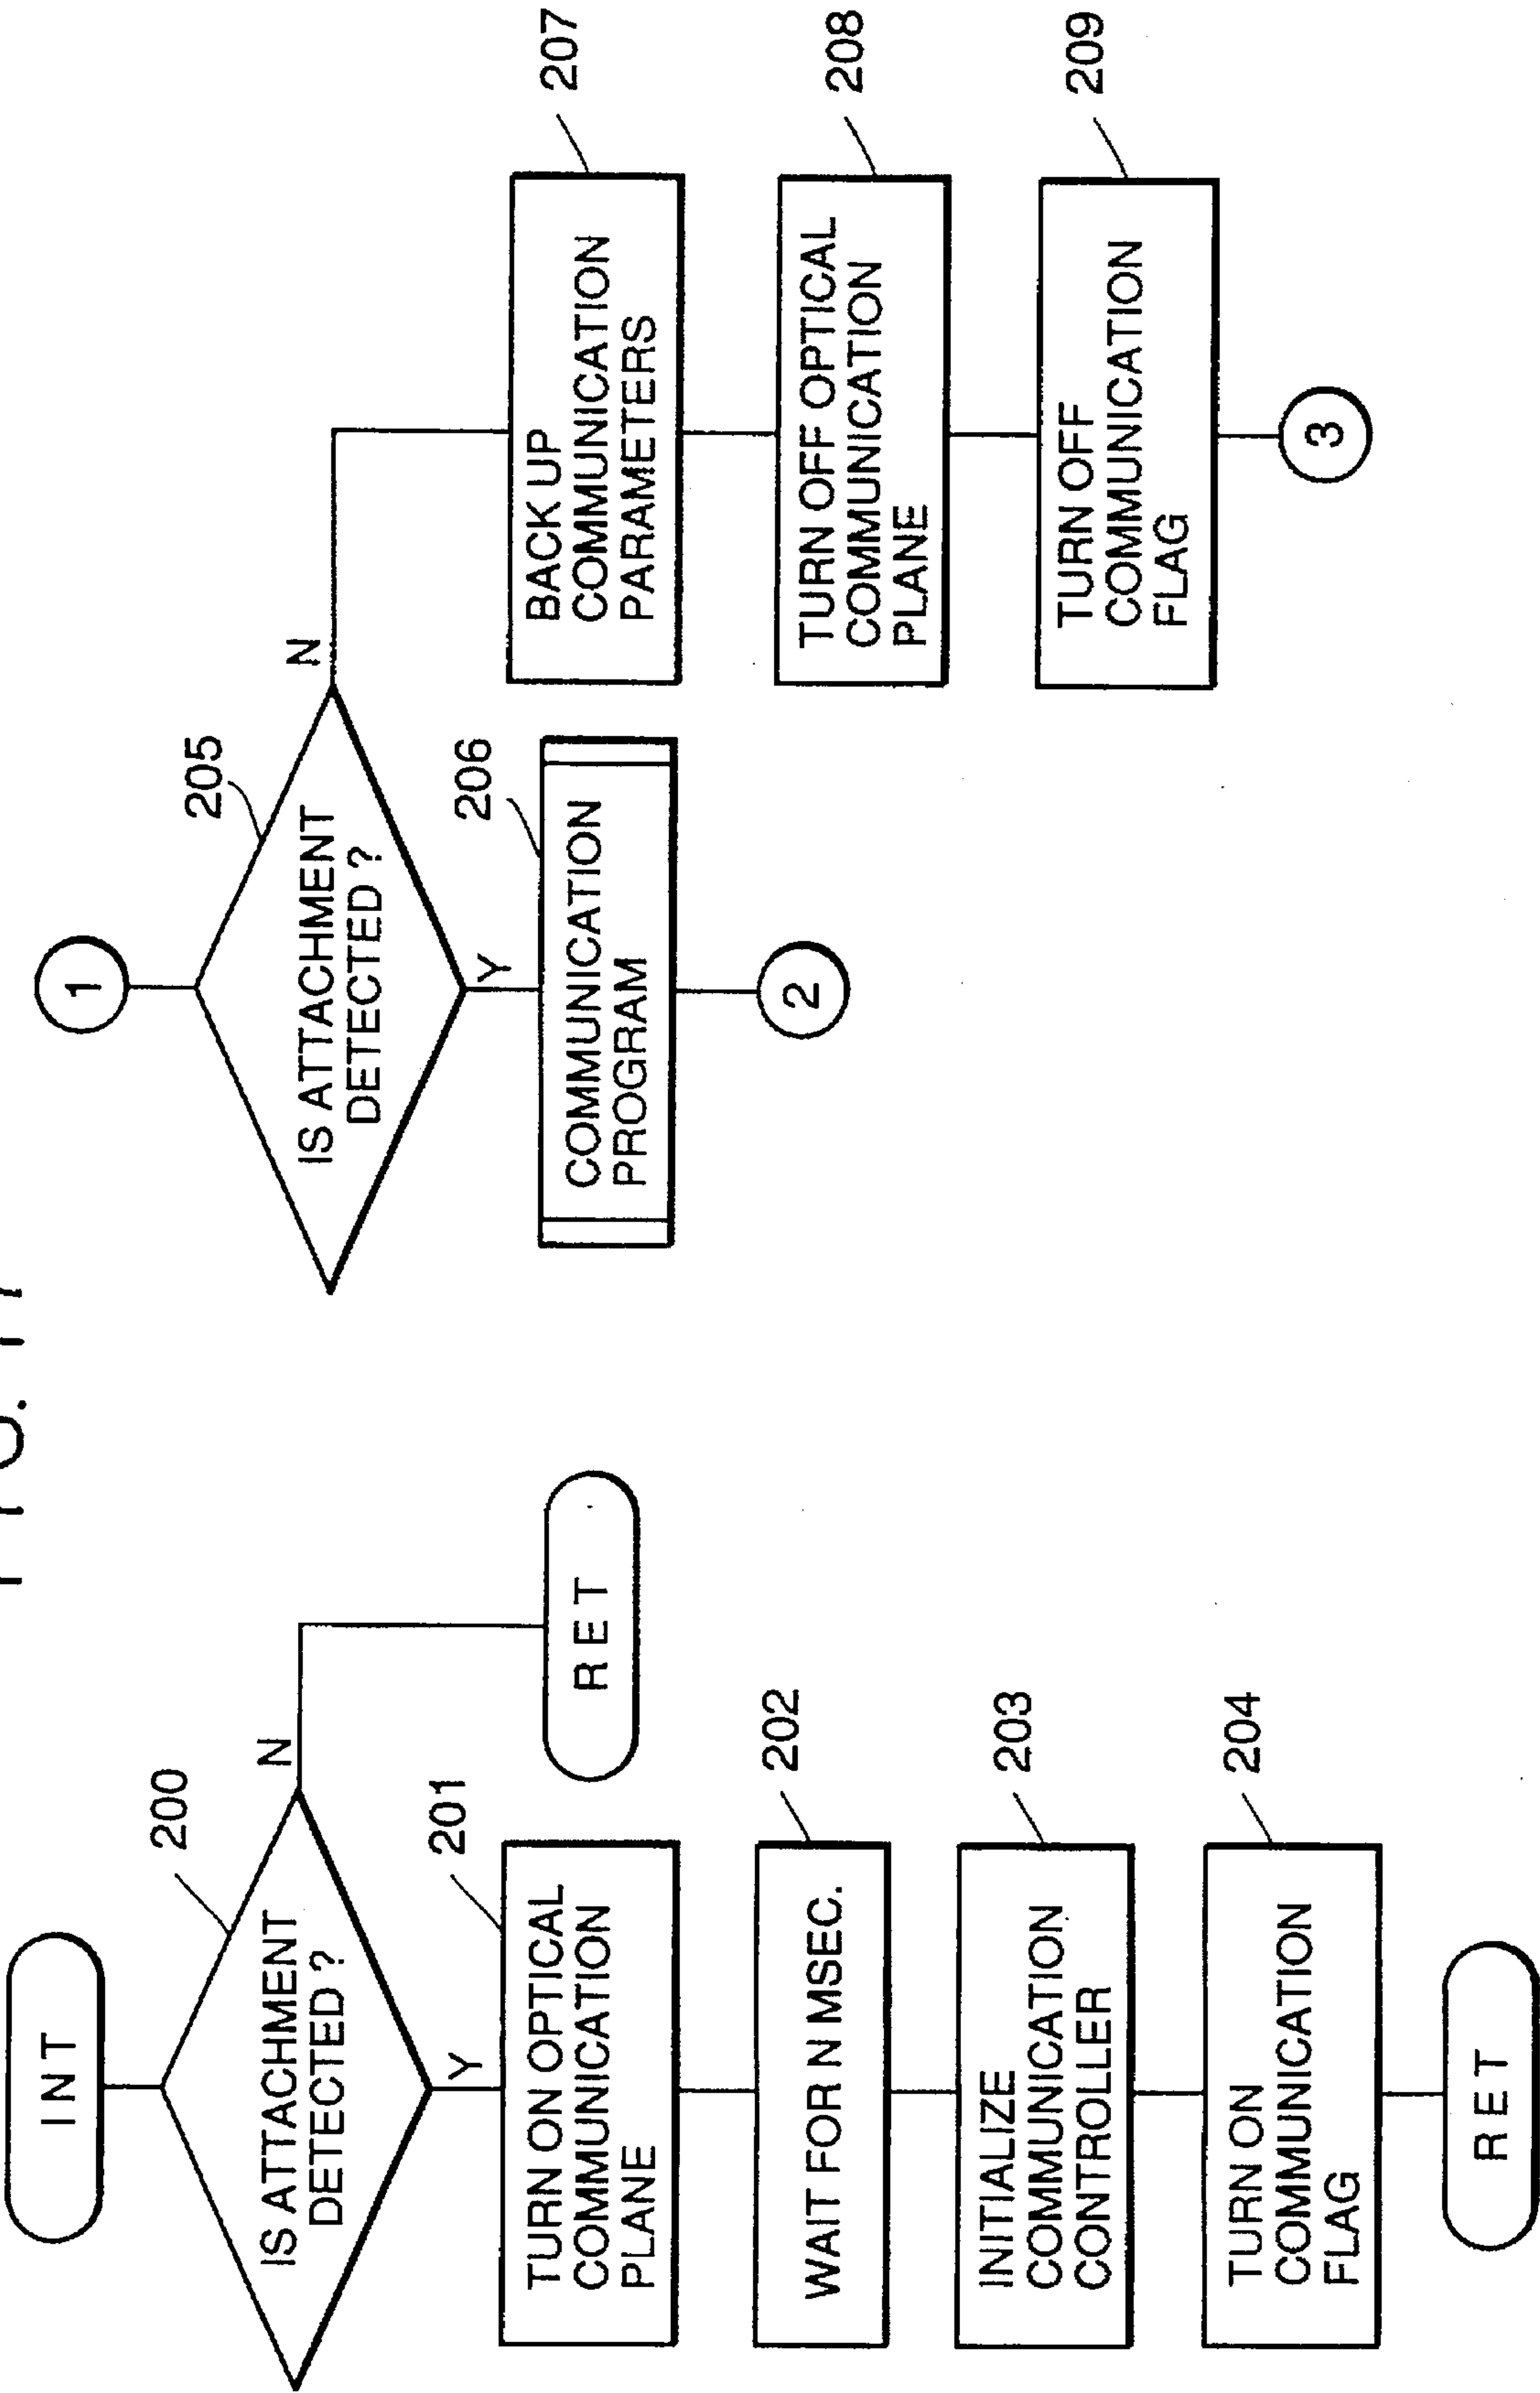 INT
200
IS ATTACHMENT
DETECTED ?
N
Y
RET
201
TURN ON OPTICAL
COMMUNICATION
PLANE
202
WAIT FOR N MSEC.
203
INITIALIZE
COMMUNICATION
CONTROLLER
204
TURN ON
COMMUNICATION
FLAG
RET
1
205
IS ATTACHMENT
DETECTED ?
N
Y
206
COMMUNICATION
PROGRAM
2
207
BACK UP
COMMUNICATION
PARAMETERS
208
TURN OFF OPTICAL
COMMUNICATION
PLANE
209
TURN OFF
COMMUNICATION
FLAG
3